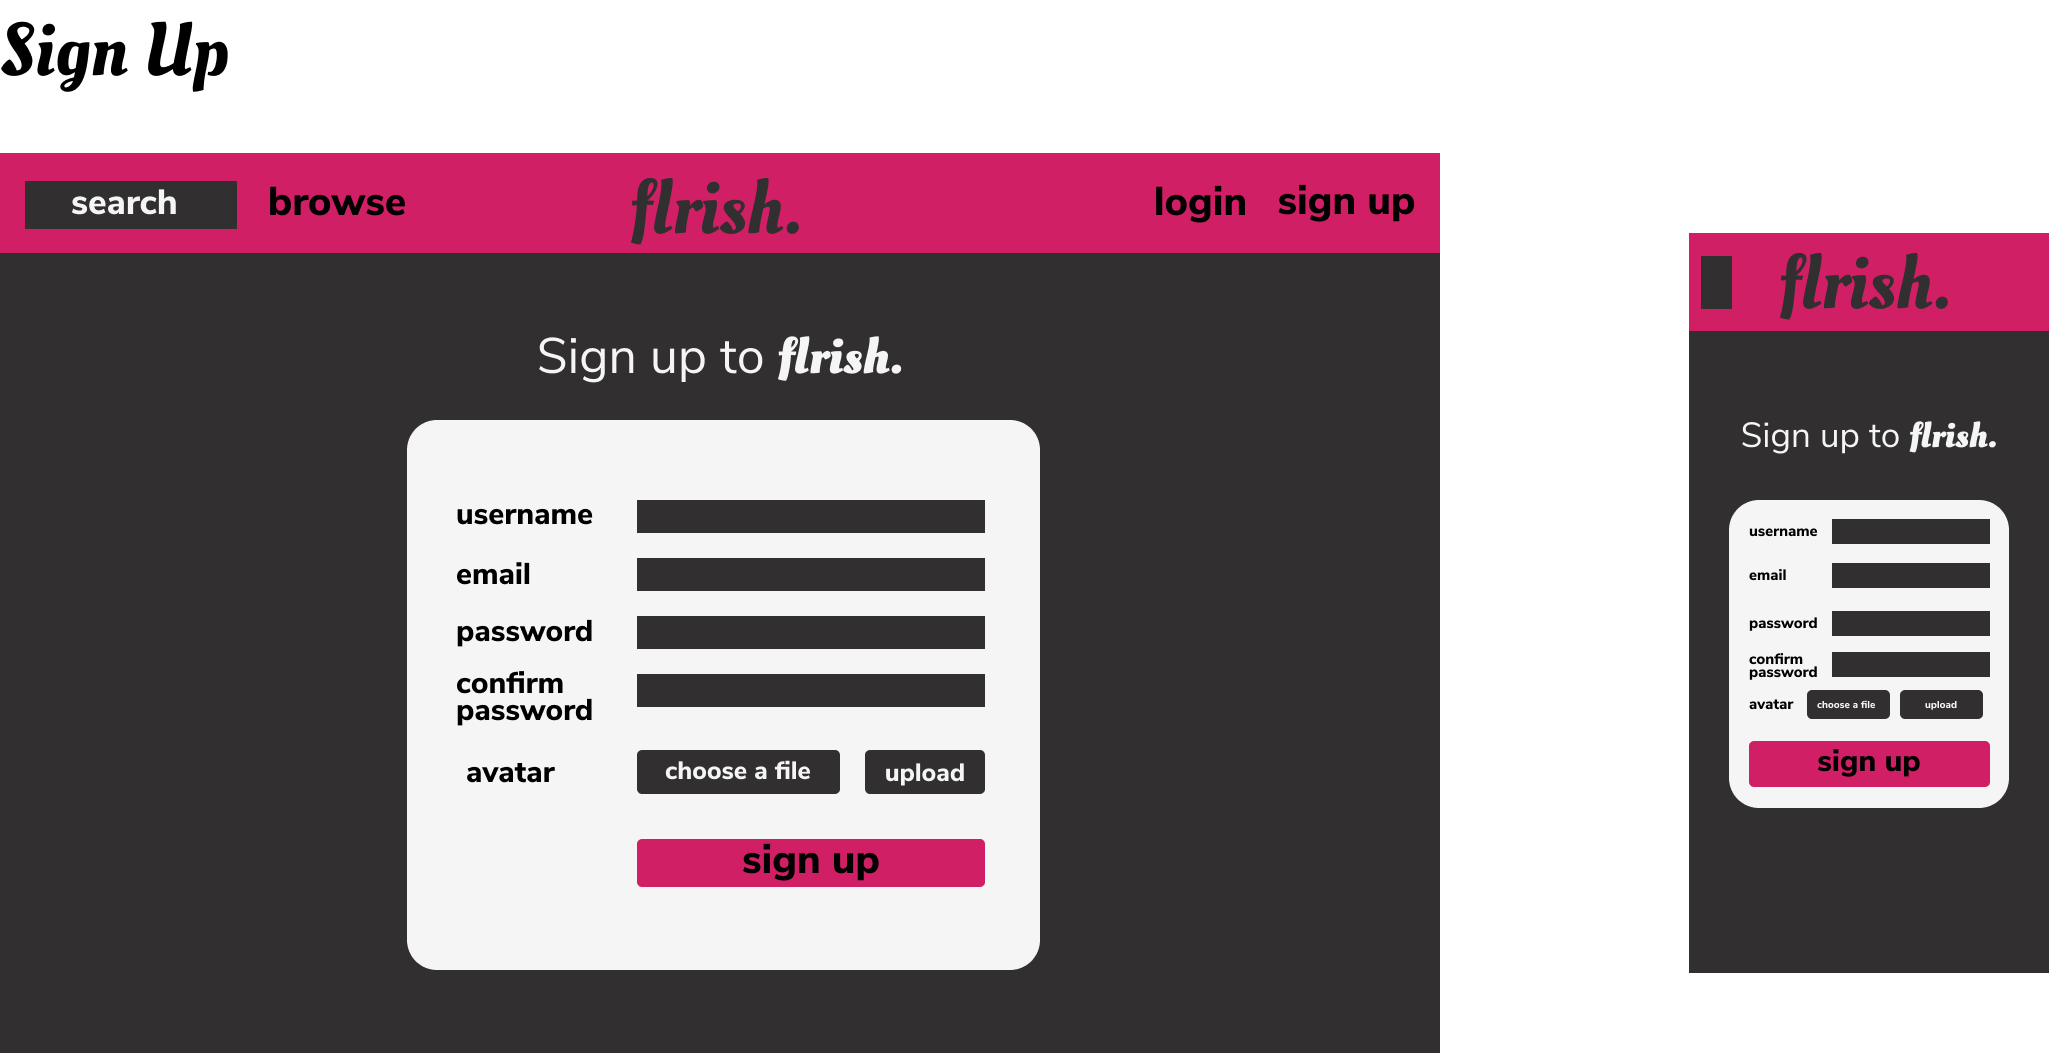 Sign Up
search browse flrish. login sign up
Sign up to flrish.
username
email
password
confirm
password
avatar choose a file upload
sign up
flrish.
Sign up to flrish.
username
email
password
confirm
password
avatar choose a file upload
sign up